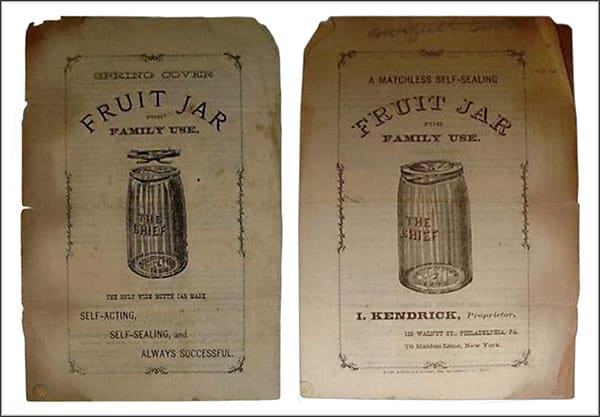 SPRING COVER
FRUIT JAR
FOR
FAMILY USE.
THE
CHIEF
THE ONLY WIDE MOUTH JAR MADE
SELF-ACTING,
SELF-SEALING, and
ALWAYS SUCCESSFUL.
A MATCHLESS SELF-SEALING
FRUIT JAR
FOR
FAMILY USE.
THE
CHIEF
I. KENDRICK, Proprietor,
WALNUT ST., PHILADELPHIA, PA.
79 Maiden Lane, New York.